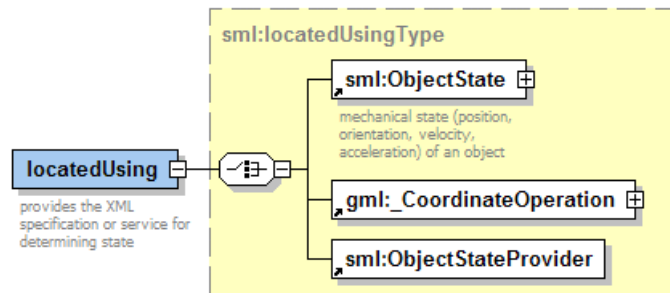 sml:locatedUsingType
sml:ObjectState
mechanical state (position,
orientation, velocity,
acceleration) of an object
locatedUsing
provides the XML
specification or service for
determining state
gml:_CoordinateOperation
sml:ObjectStateProvider